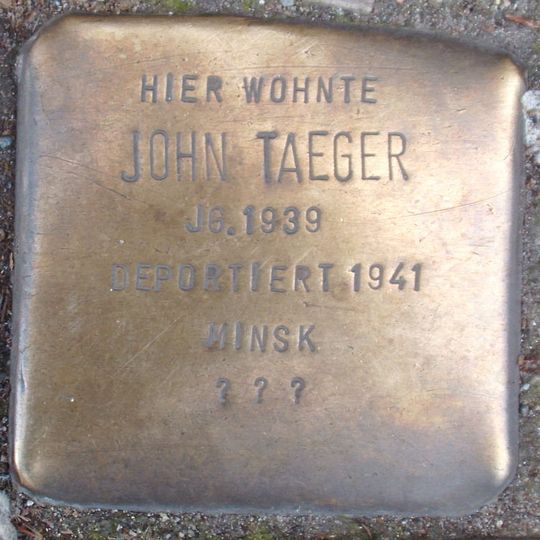 HIER WOHNTE
JOHN TAEGER
JG.1939
DEPORTIERT 1941
MINSK
? ? ?